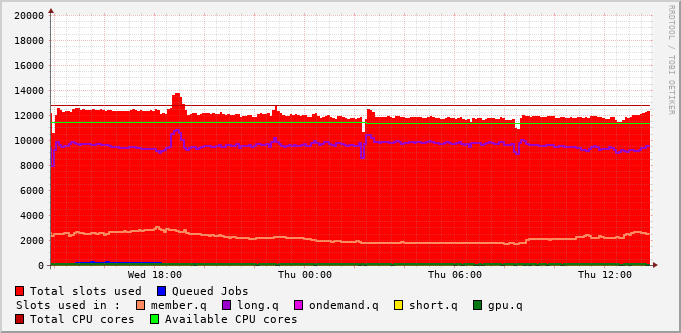 20000
18000
16000
14000
12000
10000
8000
6000
4000
2000
0
Wed 18:00 Thu 00:00 Thu 06:00 Thu 12:00
Total slots used Queued Jobs
Slots used in : member.q long.q ondemand.q short.q gpu.q
Total CPU cores Available CPU cores
RRDTOOL / TOBI OETIKER